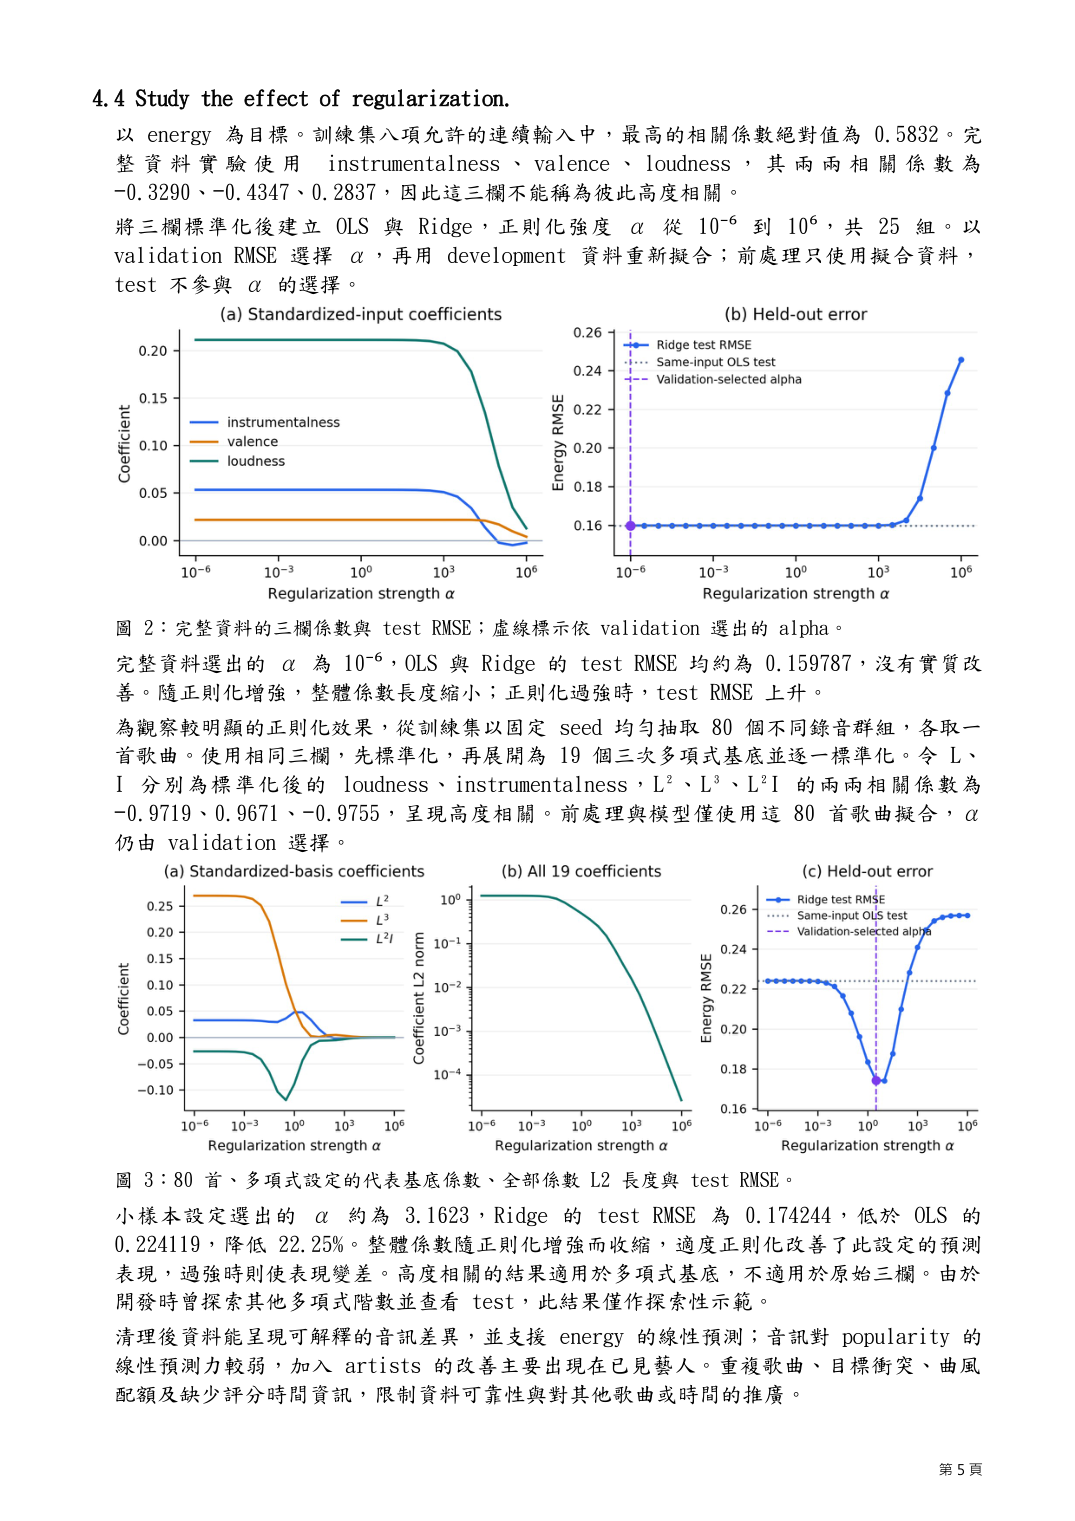 4.4 Study the effect of regularization.
以 energy 為目標。訓練集八項允許的連續輸入中，最高的相關係數絕對值為 0.5832。完
整資料實驗使用 instrumentalness、valence、loudness，其兩兩相關係數為
-0.3290、-0.4347、0.2837，因此這三欄不能稱為彼此高度相關。
將三欄標準化後建立 OLS 與 Ridge，正則化強度 α 從 10⁻⁶ 到 10⁶，共 25 組。以
validation RMSE 選擇 α，再用 development 資料重新擬合；前處理只使用擬合資料，
test 不參與 α 的選擇。
(a) Standardized-input coefficients
0.20
0.15
0.10
0.05
0.00
Coefficient
instrumentalness
valence
loudness
10⁻⁶ 10⁻³ 10⁰ 10³ 10⁶
Regularization strength α
(b) Held-out error
0.26
0.24
0.22
0.20
0.18
0.16
Energy RMSE
Ridge test RMSE
Same-input OLS test
Validation-selected alpha
10⁻⁶ 10⁻³ 10⁰ 10³ 10⁶
Regularization strength α
圖 2：完整資料的三欄係數與 test RMSE；虛線標示依 validation 選出的 alpha。
完整資料選出的 α 為 10⁻⁶，OLS 與 Ridge 的 test RMSE 均約為 0.159787，沒有實質改
善。隨正則化增強，整體係數長度縮小；正則化過強時，test RMSE 上升。
為觀察較明顯的正則化效果，從訓練集以固定 seed 均勻抽取 80 個不同錄音群組，各取一
首歌曲。使用相同三欄，先標準化，再展開為 19 個三次多項式基底並逐一標準化。令 L、
I 分別為標準化後的 loudness、instrumentalness，L²、L³、L²I 的兩兩相關係數為
-0.9719、0.9671、-0.9755，呈現高度相關。前處理與模型僅使用這 80 首歌曲擬合，α
仍由 validation 選擇。
(a) Standardized-basis coefficients
0.25
0.20
0.15
0.10
0.05
0.00
−0.05
−0.10
Coefficient
L²
L³
L²I
10⁻⁶ 10⁻³ 10⁰ 10³ 10⁶
Regularization strength α
(b) All 19 coefficients
10⁰
10⁻¹
10⁻²
10⁻³
10⁻⁴
Coefficient L2 norm
10⁻⁶ 10⁻³ 10⁰ 10³ 10⁶
Regularization strength α
(c) Held-out error
0.26
0.24
0.22
0.20
0.18
0.16
Energy RMSE
Ridge test RMSE
Same-input OLS test
Validation-selected alpha
10⁻⁶ 10⁻³ 10⁰ 10³ 10⁶
Regularization strength α
圖 3：80 首、多項式設定的代表基底係數、全部係數 L2 長度與 test RMSE。
小樣本設定選出的 α 約為 3.1623，Ridge 的 test RMSE 為 0.174244，低於 OLS 的
0.224119，降低 22.25%。整體係數隨正則化增強而收縮，適度正則化改善了此設定的預測
表現，過強時則使表現變差。高度相關的結果適用於多項式基底，不適用於原始三欄。由於
開發時曾探索其他多項式階數並查看 test，此結果僅作探索性示範。
清理後資料能呈現可解釋的音訊差異，並支援 energy 的線性預測；音訊對 popularity 的
線性預測力較弱，加入 artists 的改善主要出現在已見藝人。重複歌曲、目標衝突、曲風
配額及缺少評分時間資訊，限制資料可靠性與對其他歌曲或時間的推廣。
第 5 頁